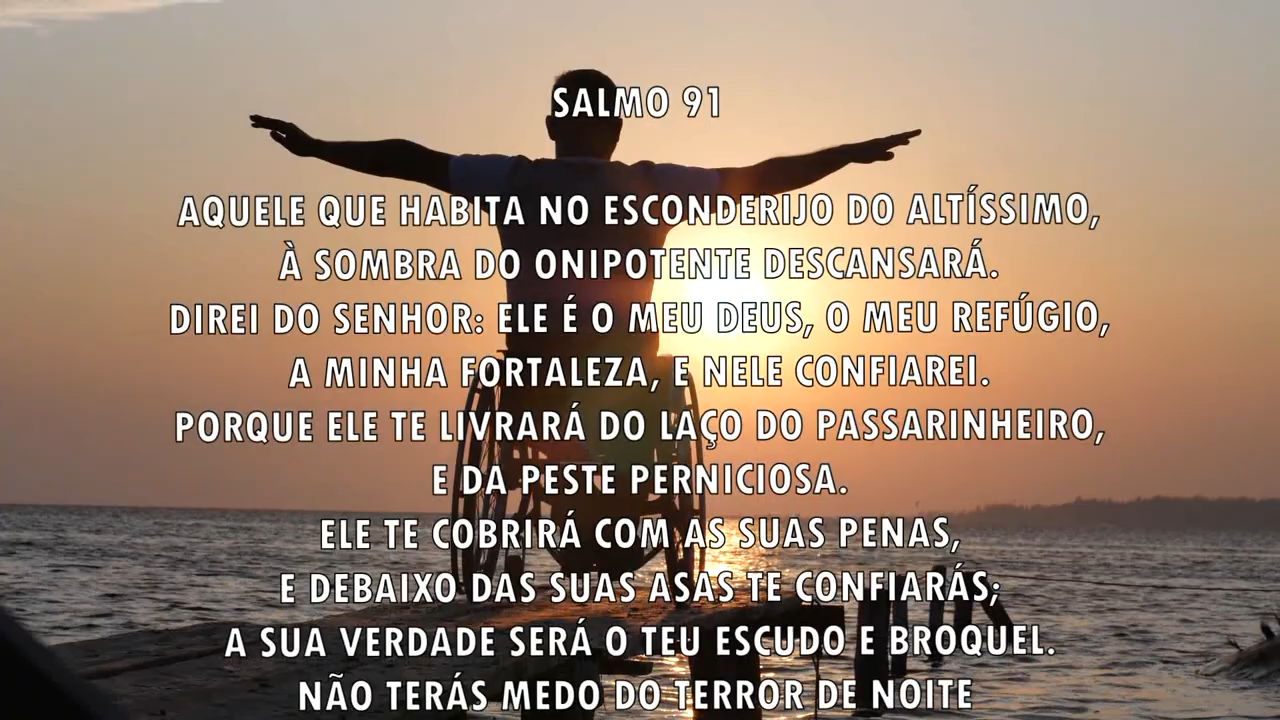 SALMO 91
AQUELE QUE HABITA NO ESCONDERIJO DO ALTÍSSIMO,
À SOMBRA DO ONIPOTENTE DESCANSARÁ.
DIREI DO SENHOR: ELE É O MEU DEUS, O MEU REFÚGIO,
A MINHA FORTALEZA, E NELE CONFIAREI.
PORQUE ELE TE LIVRARÁ DO LAÇO DO PASSARINHEIRO,
E DA PESTE PERNICIOSA.
ELE TE COBRIRÁ COM AS SUAS PENAS,
E DEBAIXO DAS SUAS ASAS TE CONFIARÁS;
A SUA VERDADE SERÁ O TEU ESCUDO E BROQUEL.
NÃO TERÁS MEDO DO TERROR DE NOITE